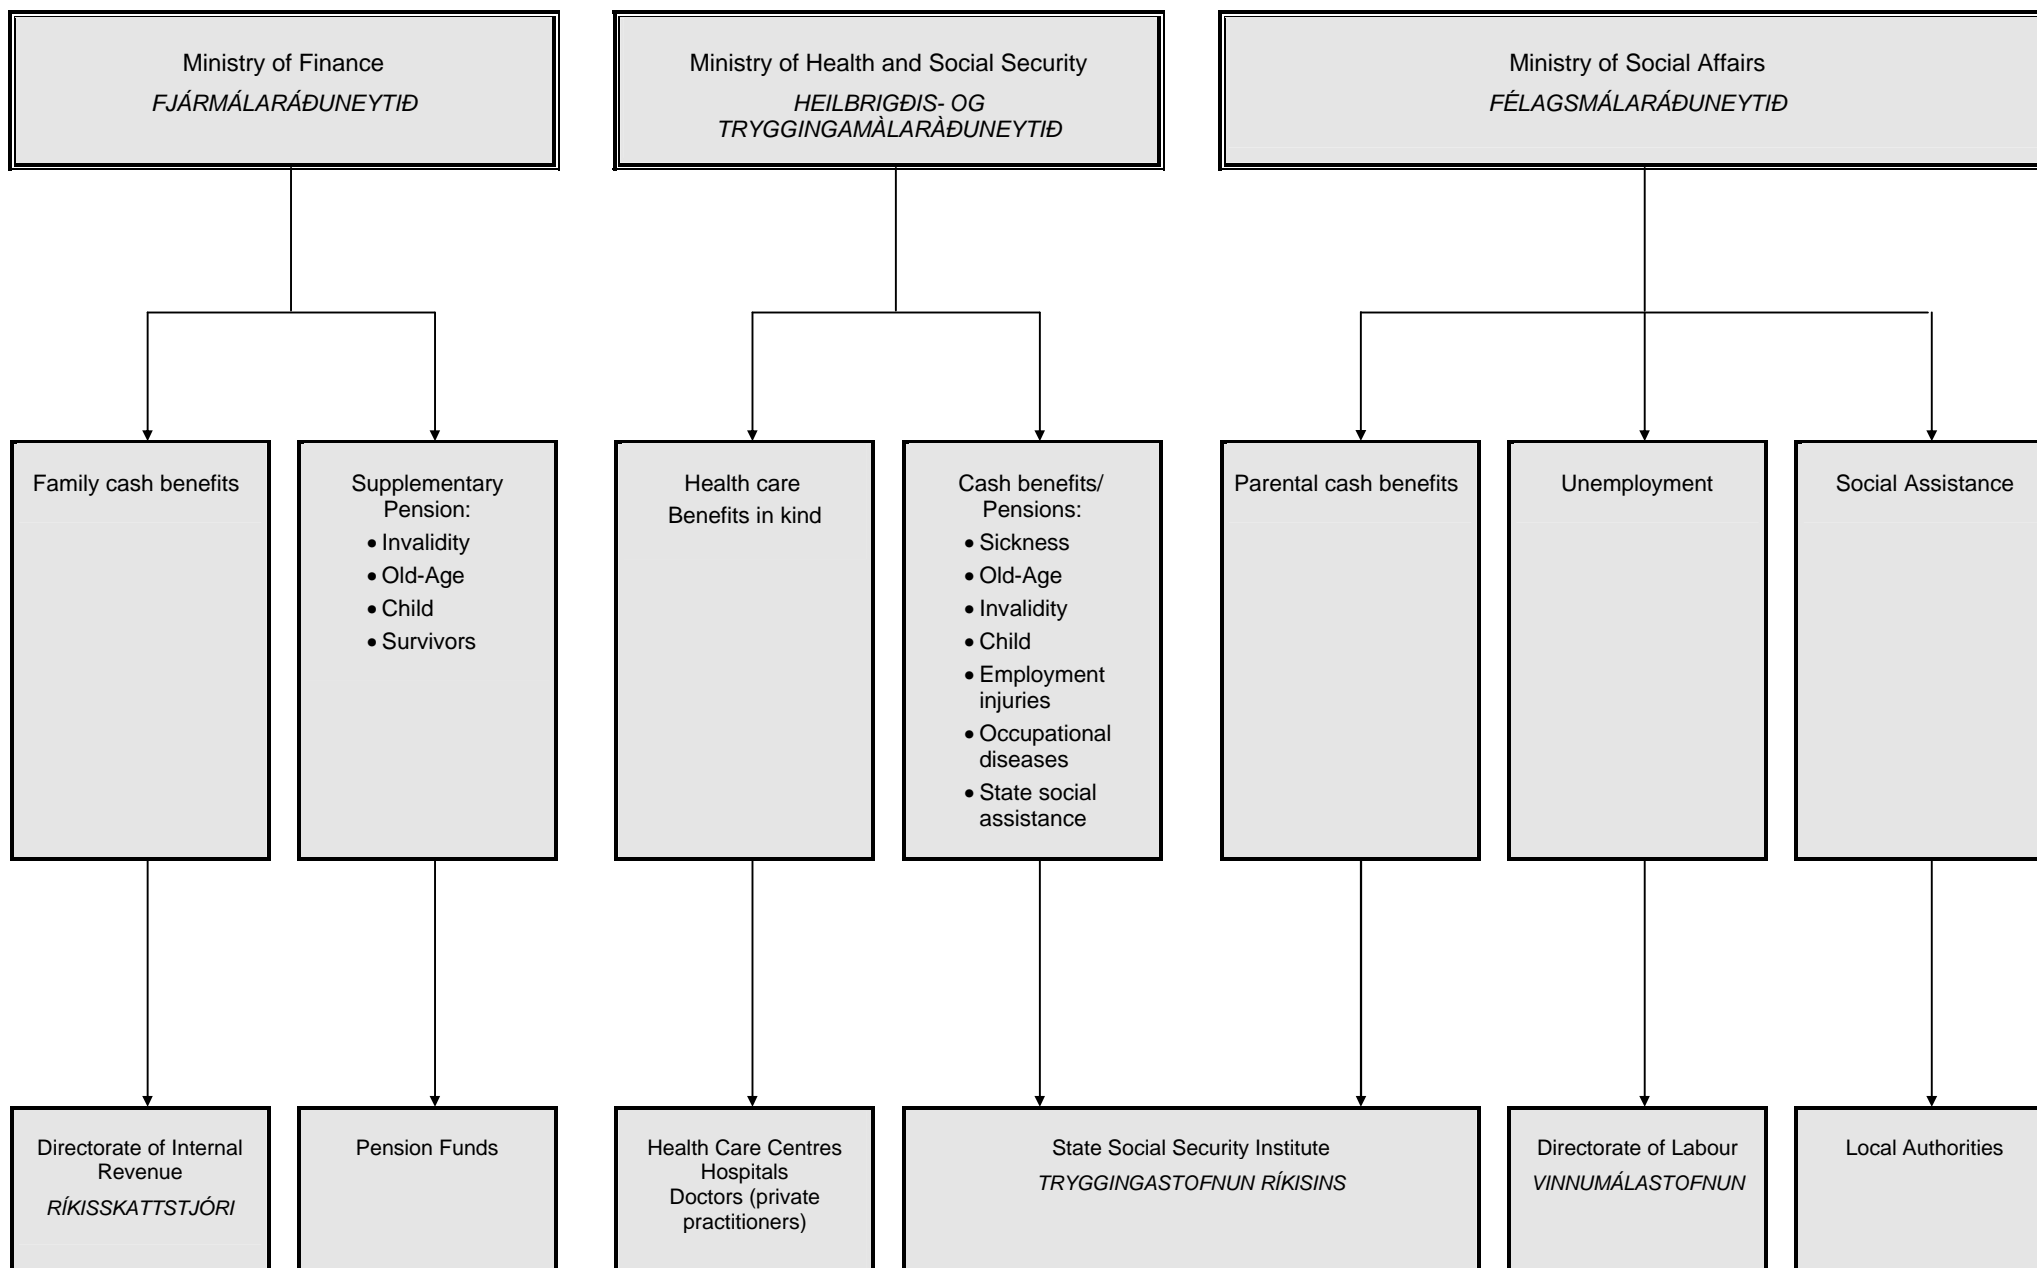 Ministry of Finance
FJÁRMÁLARÁÐUNEYTIÐ
Ministry of Health and Social Security
HEILBRIGÐIS- OG
TRYGGINGAMÀLARÀÐUNEYTIÐ
Ministry of Social Affairs
FÉLAGSMÁLARÁÐUNEYTIÐ
Family cash benefits
Supplementary
Pension:
• Invalidity
• Old-Age
• Child
• Survivors
Health care
Benefits in kind
Cash benefits/
Pensions:
• Sickness
• Old-Age
• Invalidity
• Child
• Employment
injuries
• Occupational
diseases
• State social
assistance
Parental cash benefits
Unemployment
Social Assistance
Directorate of Internal
Revenue
RÍKISSKATTSTJÓRI
Pension Funds
Health Care Centres
Hospitals
Doctors (private
practitioners)
State Social Security Institute
TRYGGINGASTOFNUN RÍKISINS
Directorate of Labour
VINNUMÁLASTOFNUN
Local Authorities